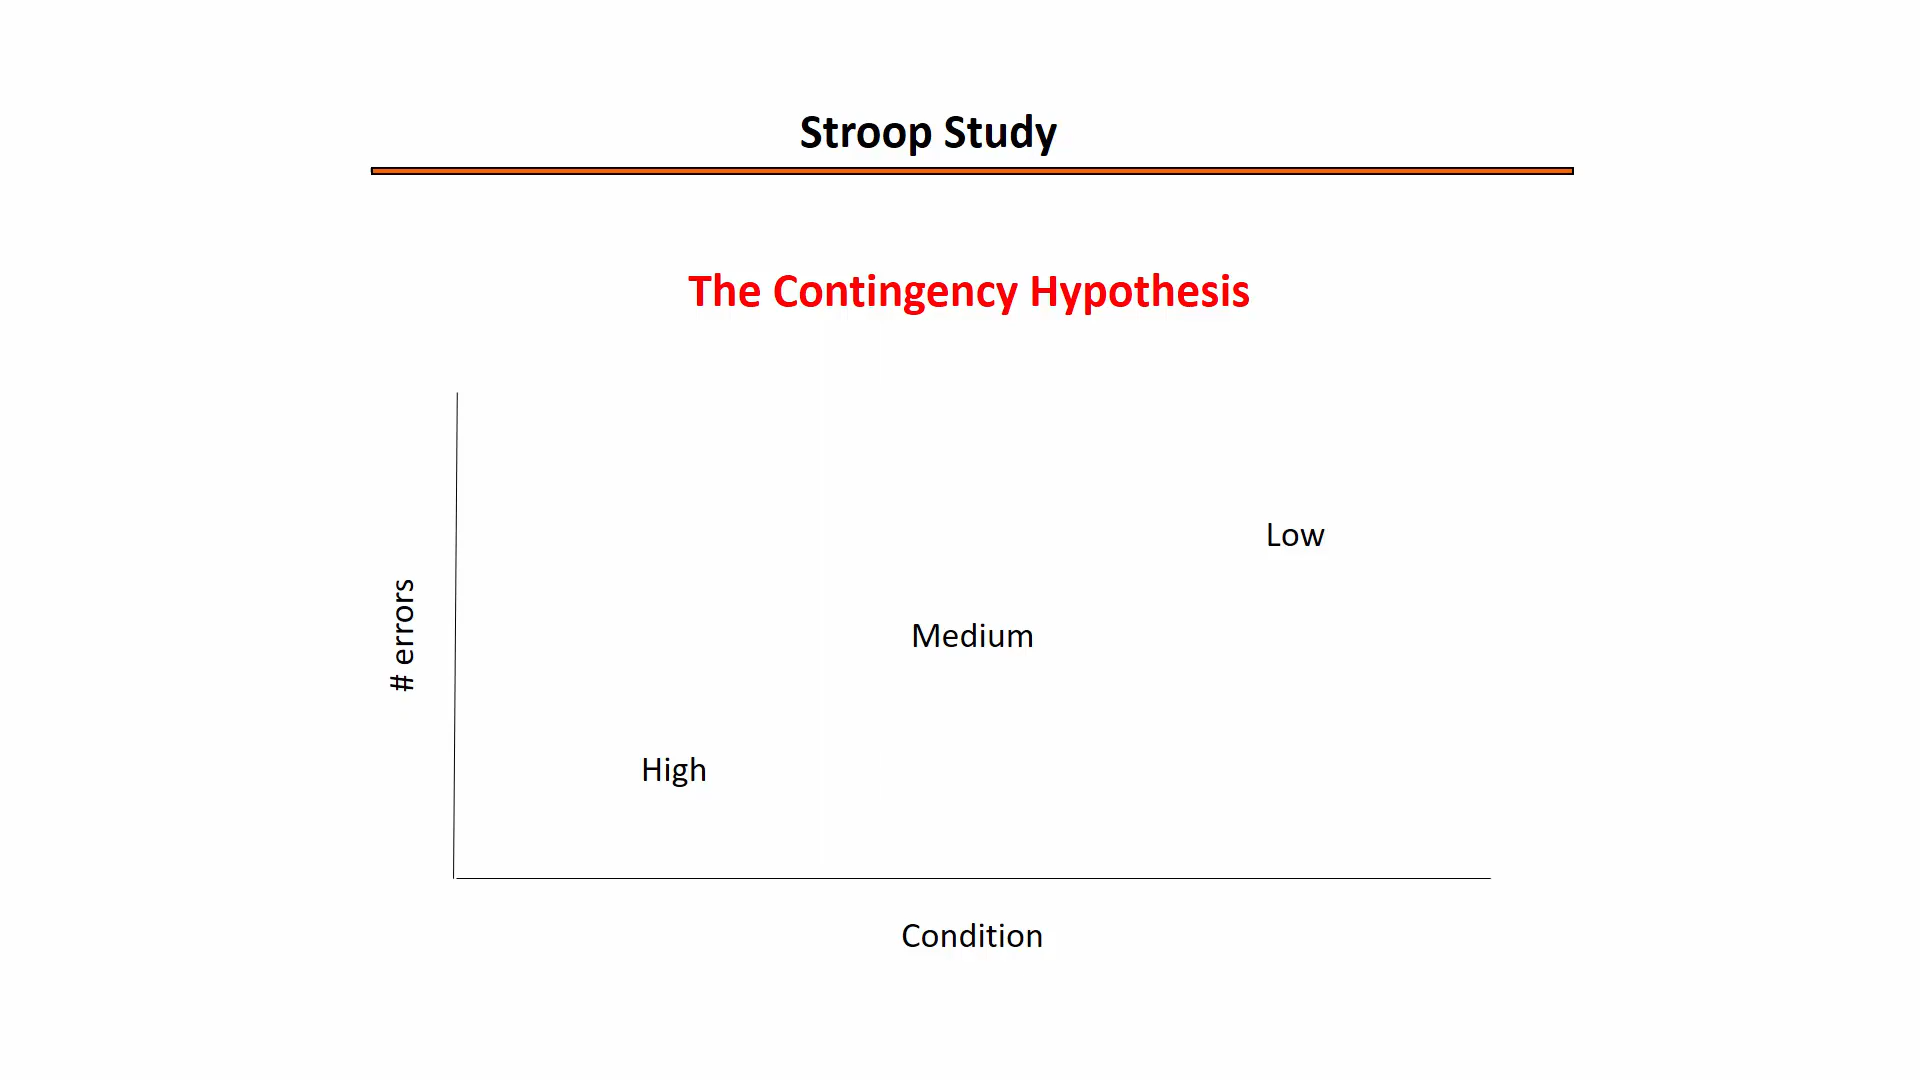 Stroop Study
The Contingency Hypothesis
Low
Medium
High
# errors
Condition